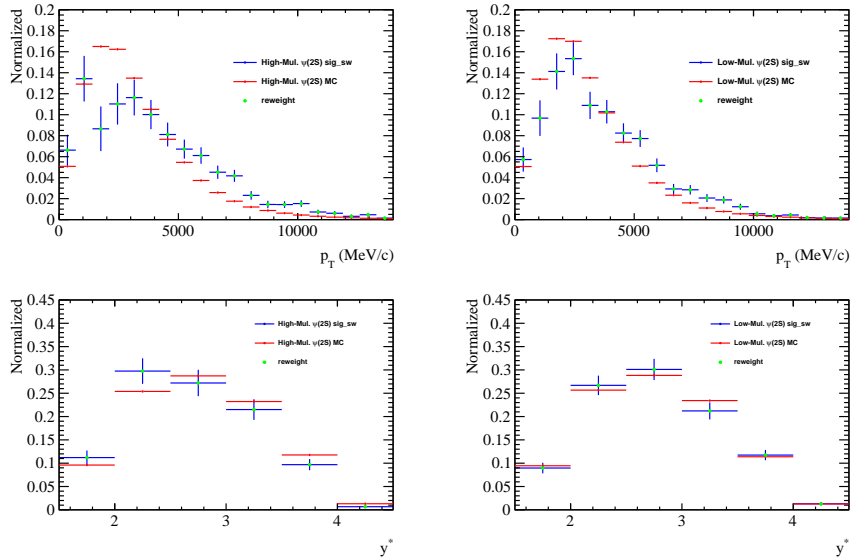 Normalized
0.2
0.18
0.16
0.14
0.12
0.1
0.08
0.06
0.04
0.02
0
High-Mul. ψ(2S) sig_sw
High-Mul. ψ(2S) MC
reweight
0 5000 10000
p_T (MeV/c)
Normalized
0.2
0.18
0.16
0.14
0.12
0.1
0.08
0.06
0.04
0.02
0
Low-Mul. ψ(2S) sig_sw
Low-Mul. ψ(2S) MC
reweight
0 5000 10000
p_T (MeV/c)
Normalized
0.45
0.4
0.35
0.3
0.25
0.2
0.15
0.1
0.05
0
High-Mul. ψ(2S) sig_sw
High-Mul. ψ(2S) MC
reweight
2 3 4
y*
Normalized
0.45
0.4
0.35
0.3
0.25
0.2
0.15
0.1
0.05
0
Low-Mul. ψ(2S) sig_sw
Low-Mul. ψ(2S) MC
reweight
2 3 4
y*